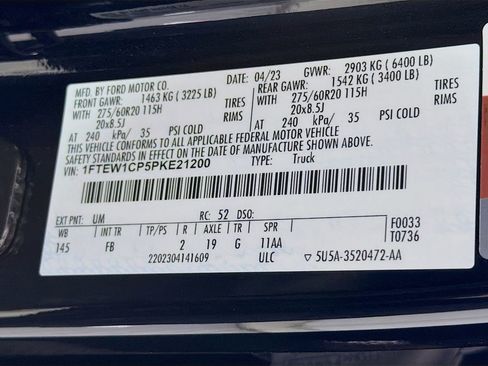 MFD. BY FORD MOTOR CO.
DATE: 04/23 GVWR: 2903 KG ( 6400 LB)
FRONT GAWR: 1463 KG ( 3225 LB) REAR GAWR: 1542 KG ( 3400 LB)
WITH 275/60R20 115H TIRES WITH 275/60R20 115H TIRES
20x8.5J 20x8.5J
AT 240 kPa/ 35 PSI COLD AT 240 kPa/ 35 PSI COLD
THIS VEHICLE CONFORMS TO ALL APPLICABLE FEDERAL MOTOR VEHICLE
SAFETY STANDARDS IN EFFECT ON THE DATE OF MANUFACTURE SHOWN ABOVE.
VIN: 1FTEW1CP5PKE21200 TYPE: Truck
EXT PNT: UM RC: 52 DSO: F0033
WB INT TR TP/PS R AXLE TR SPR T0736
145 FB 2 19 G 11AA
2202304141609 ULC 5U5A-3520472-AA